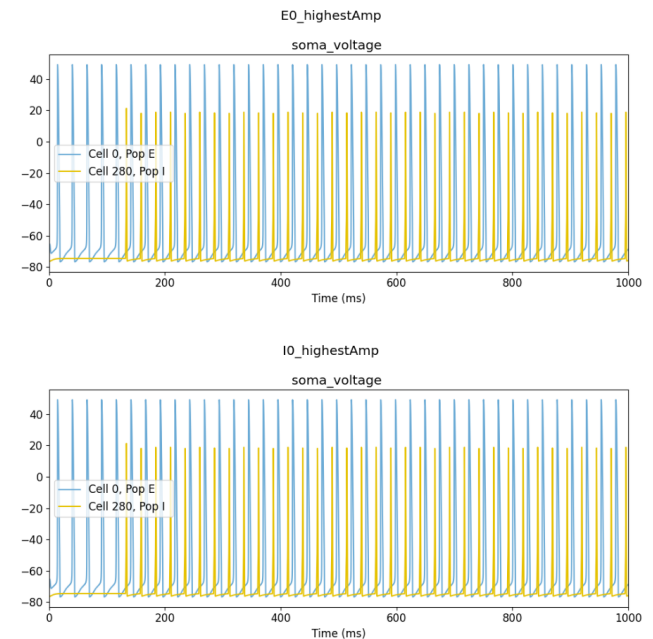 E0_highestAmp
soma_voltage
40
20
0
−20
−40
−60
−80
Cell 0, Pop E
Cell 280, Pop I
0 200 400 600 800 1000
Time (ms)
I0_highestAmp
soma_voltage
40
20
0
−20
−40
−60
−80
Cell 0, Pop E
Cell 280, Pop I
0 200 400 600 800 1000
Time (ms)